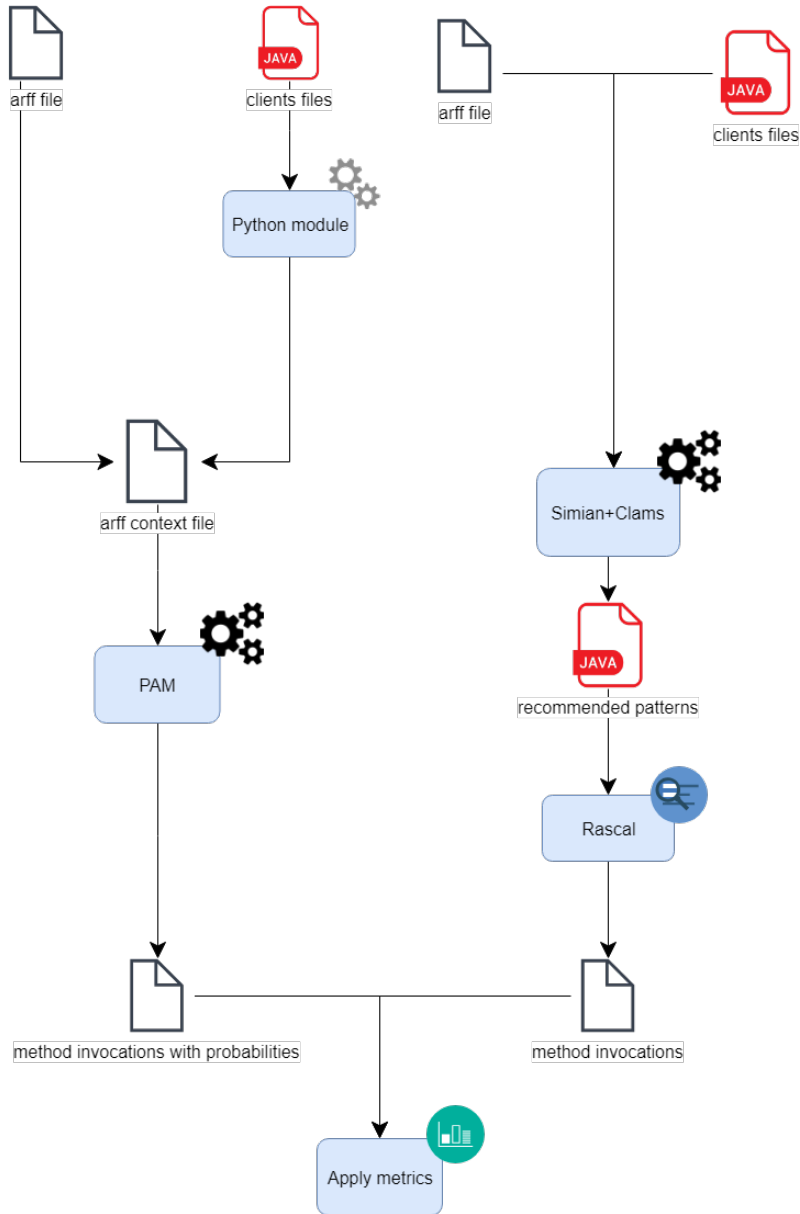 JAVA
JAVA
arff file
clients files
arff file
clients files
Python module
arff context file
Simian+Clams
PAM
JAVA
recommended patterns
Rascal
method invocations with probabilities
method invocations
Apply metrics